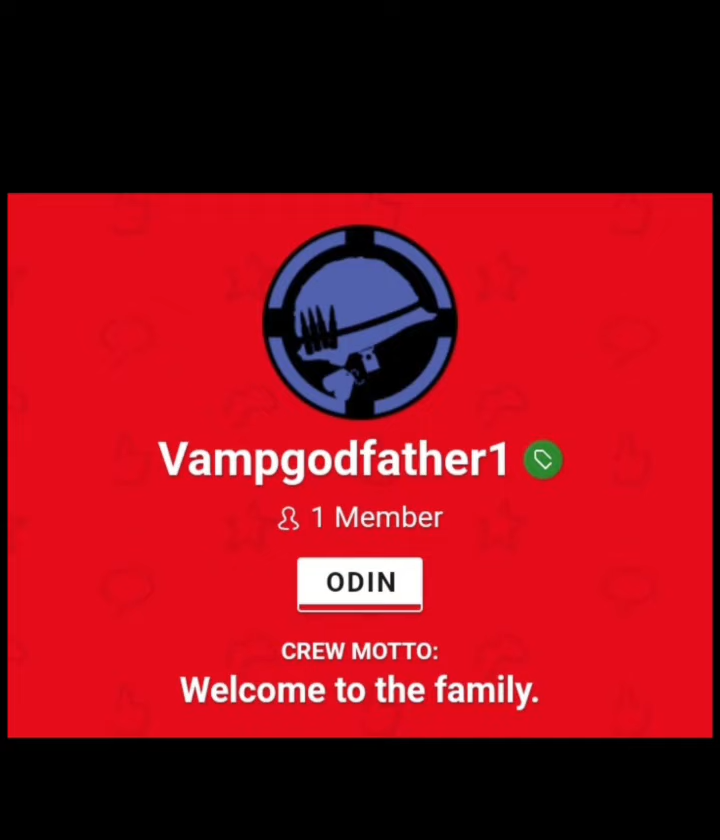 Vampgodfather1
1 Member
ODIN
CREW MOTTO:
Welcome to the family.